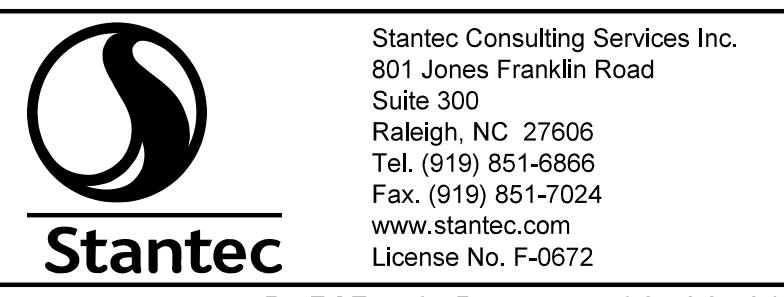 Stantec
Stantec Consulting Services Inc.
801 Jones Franklin Road
Suite 300
Raleigh, NC 27606
Tel. (919) 851-6866
Fax. (919) 851-7024
www.stantec.com
License No. F-0672